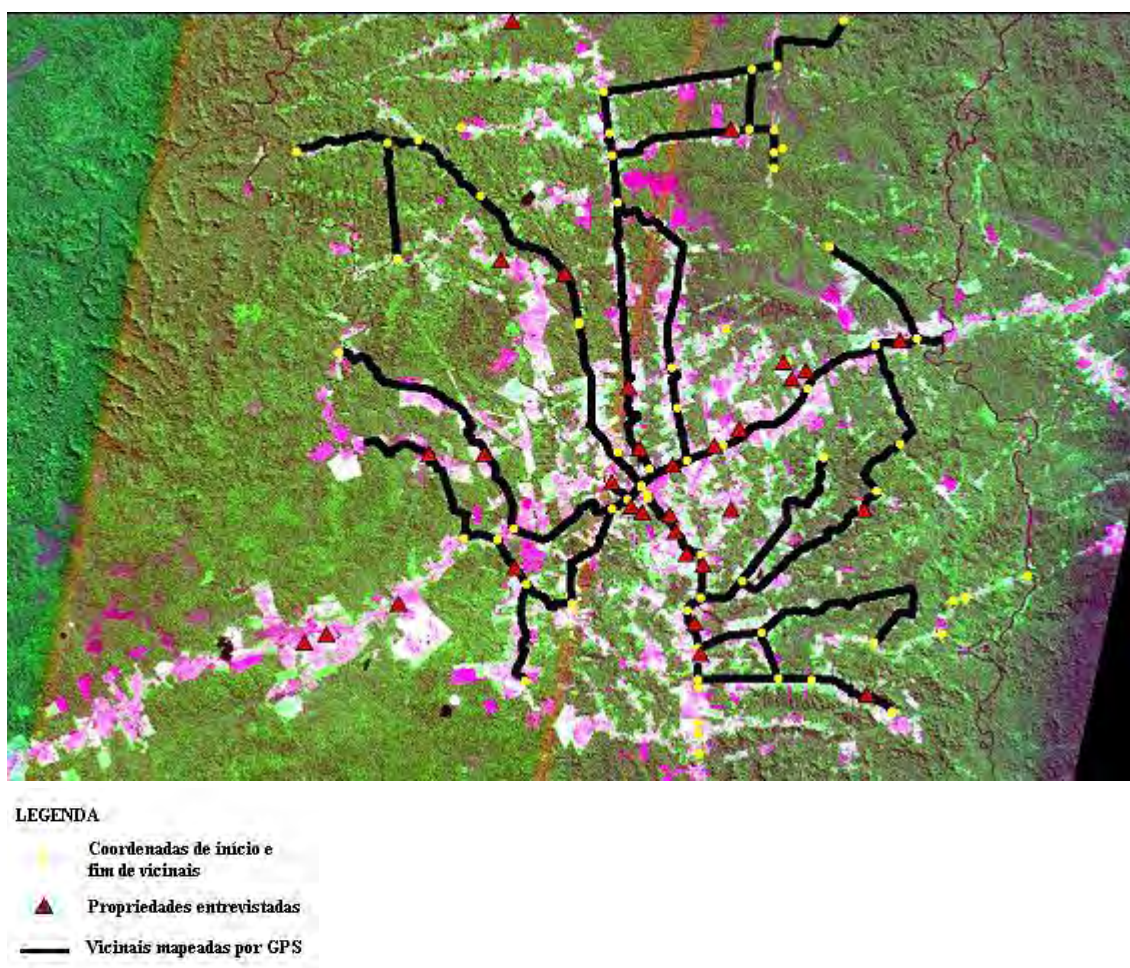 LEGENDA
Coordenadas de início e
fim de vicinais
Propriedades entrevistadas
Vicinais mapeadas por GPS